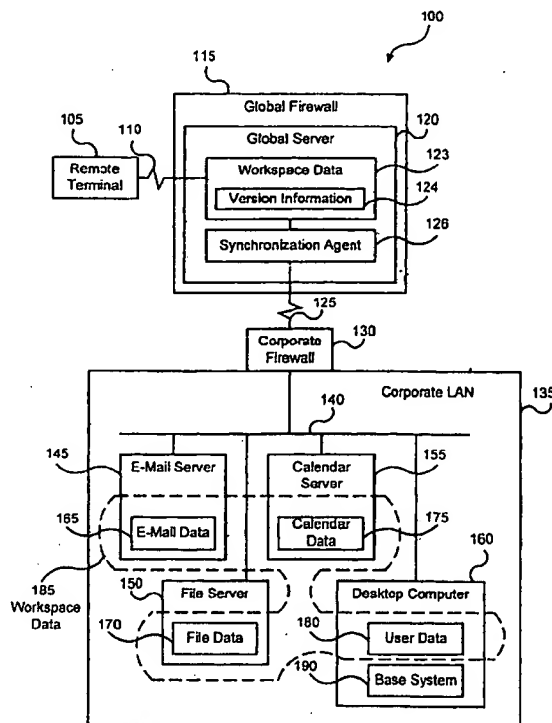 100
115
Global Firewall
120
Global Server
105
110
123
Workspace Data
Remote
Terminal
124
Version Information
126
Synchronization Agent
125
130
Corporate
Firewall
Corporate LAN
135
140
145
E-Mail Server
Calendar
Server
155
165
E-Mail Data
Calendar
Data
175
160
185
Workspace
Data
150
File Server
Desktop Computer
170
File Data
180
User Data
190
Base System